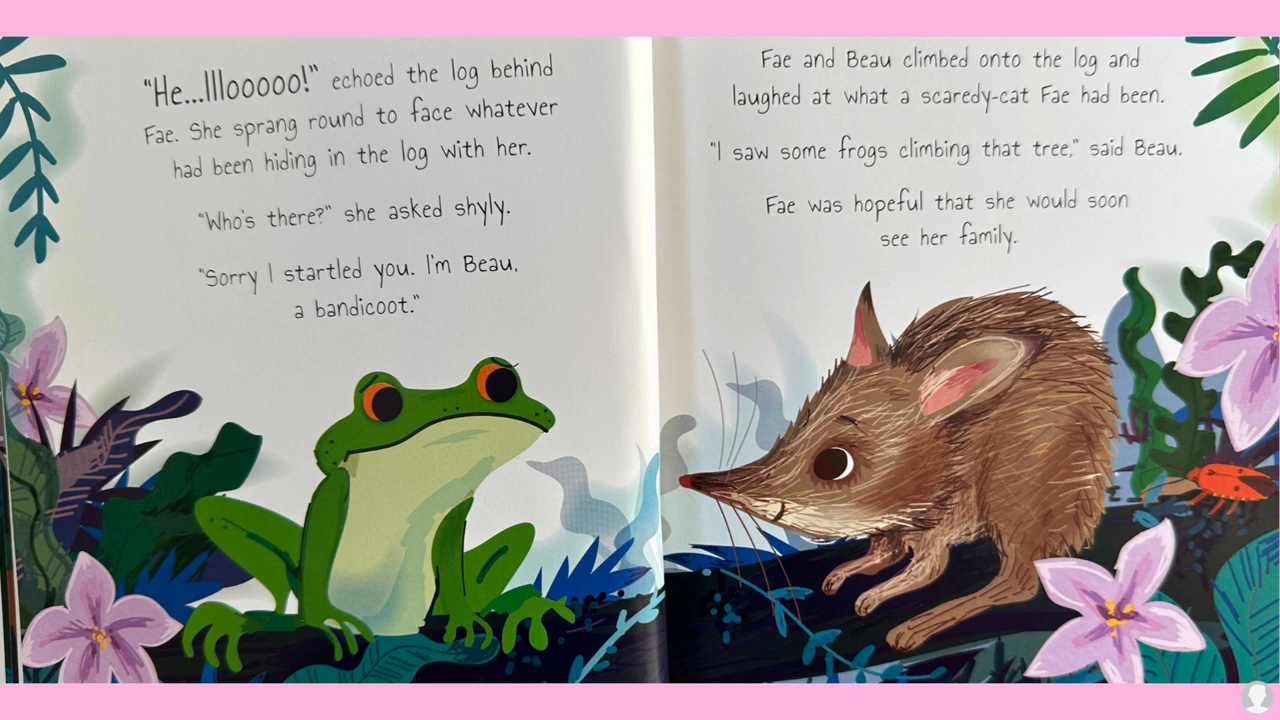 "He...lllooooo!" echoed the log behind
Fae. She sprang round to face whatever
had been hiding in the log with her.
"Who's there?" she asked shyly.
"Sorry I startled you. I'm Beau,
a bandicoot."
Fae and Beau climbed onto the log and
laughed at what a scaredy-cat Fae had been.
"I saw some frogs climbing that tree," said Beau.
Fae was hopeful that she would soon
see her family.